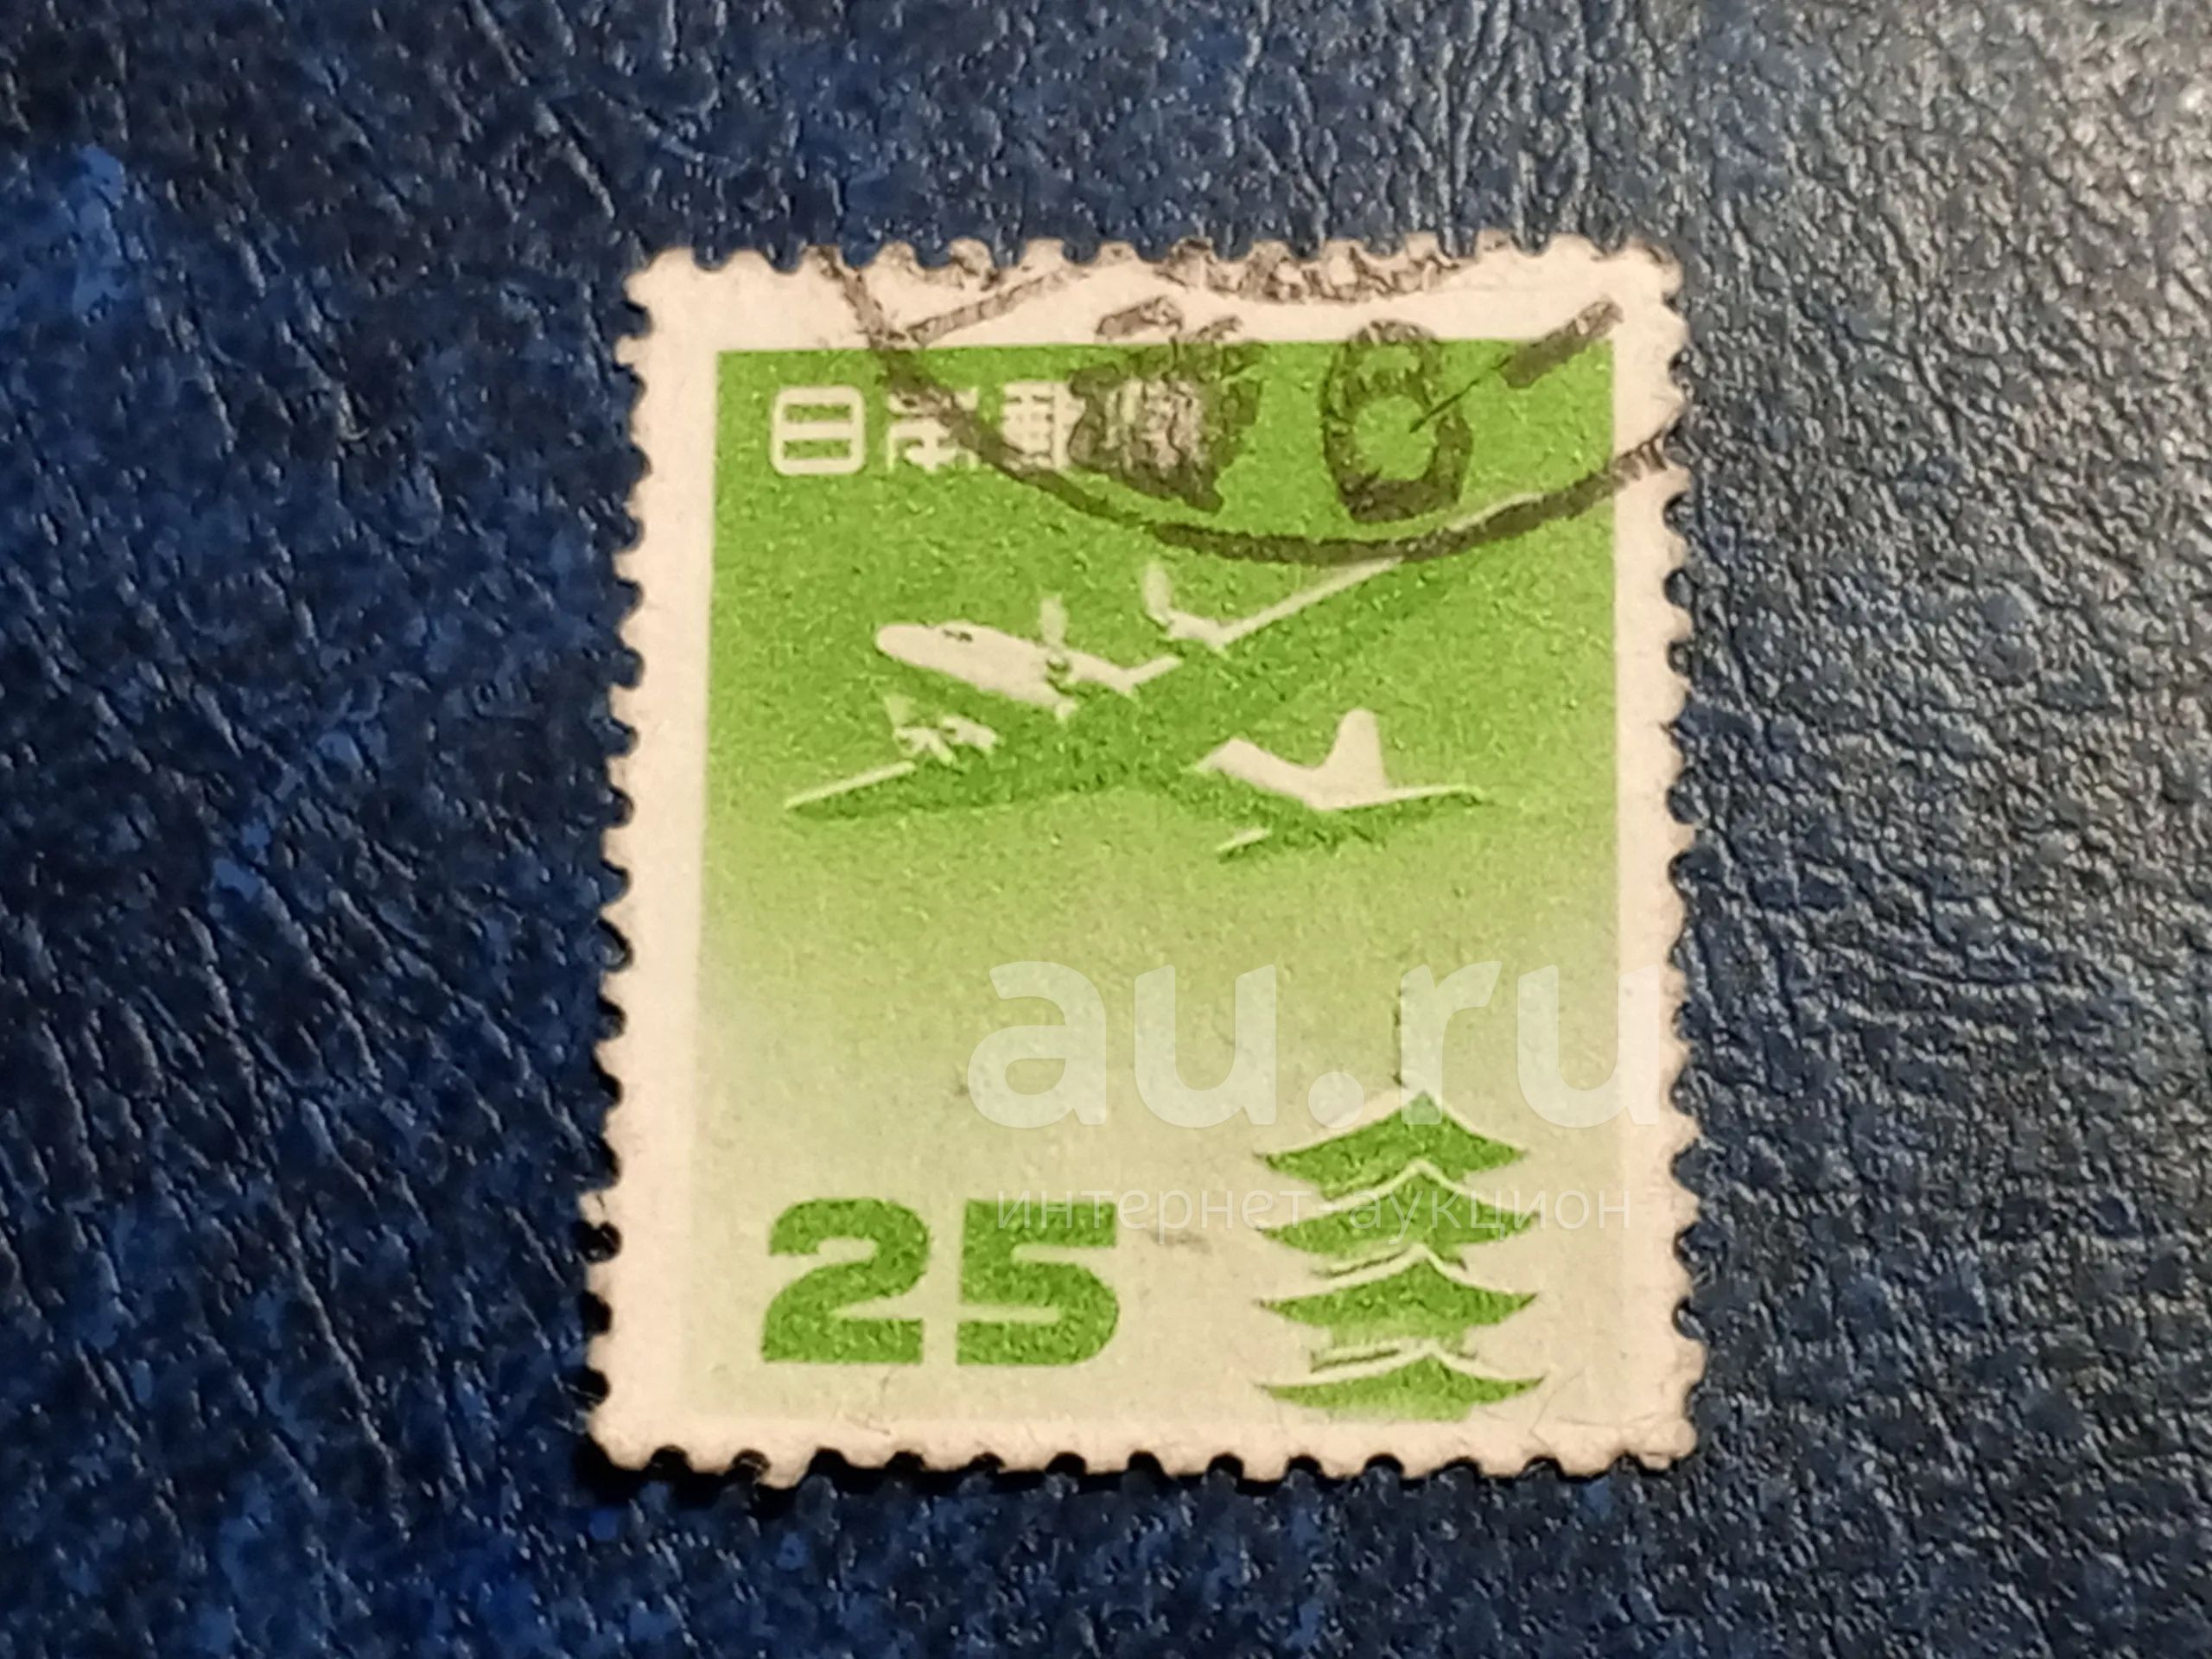 日本郵便
au.ru
интернет аукцион
25